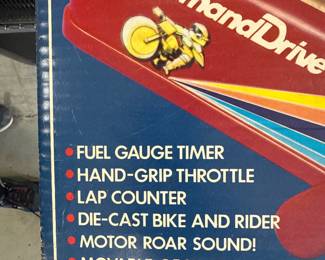 mandDrive
• FUEL GAUGE TIMER
• HAND-GRIP THROTTLE
• LAP COUNTER
• DIE-CAST BIKE AND RIDER
• MOTOR ROAR SOUND!